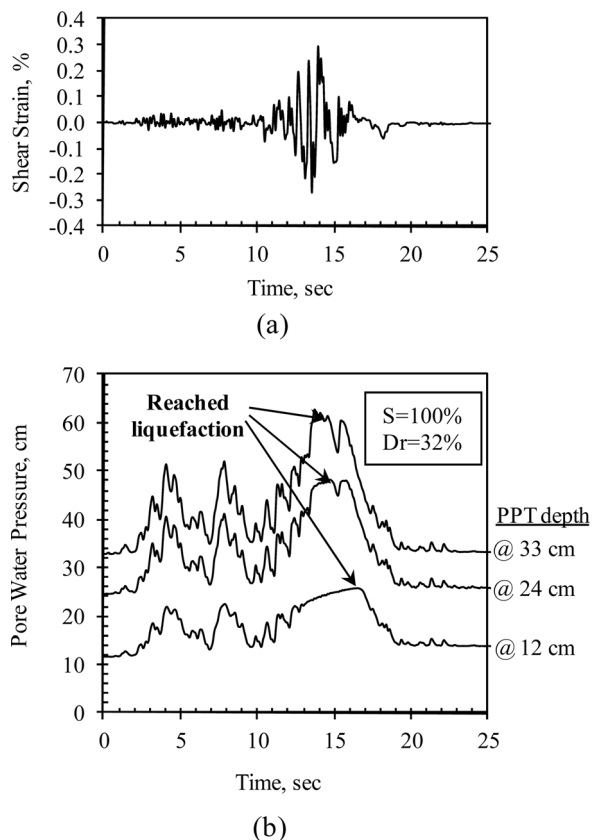 0.4
0.3
0.2
0.1
0.0
-0.1
-0.2
-0.3
-0.4
Shear Strain, %
0 5 10 15 20 25
Time, sec
(a)
70
60
50
40
30
20
10
0
Pore Water Pressure, cm
Reached
liquefaction
S=100%
Dr=32%
PPT depth
@ 33 cm
@ 24 cm
@ 12 cm
0 5 10 15 20 25
Time, sec
(b)